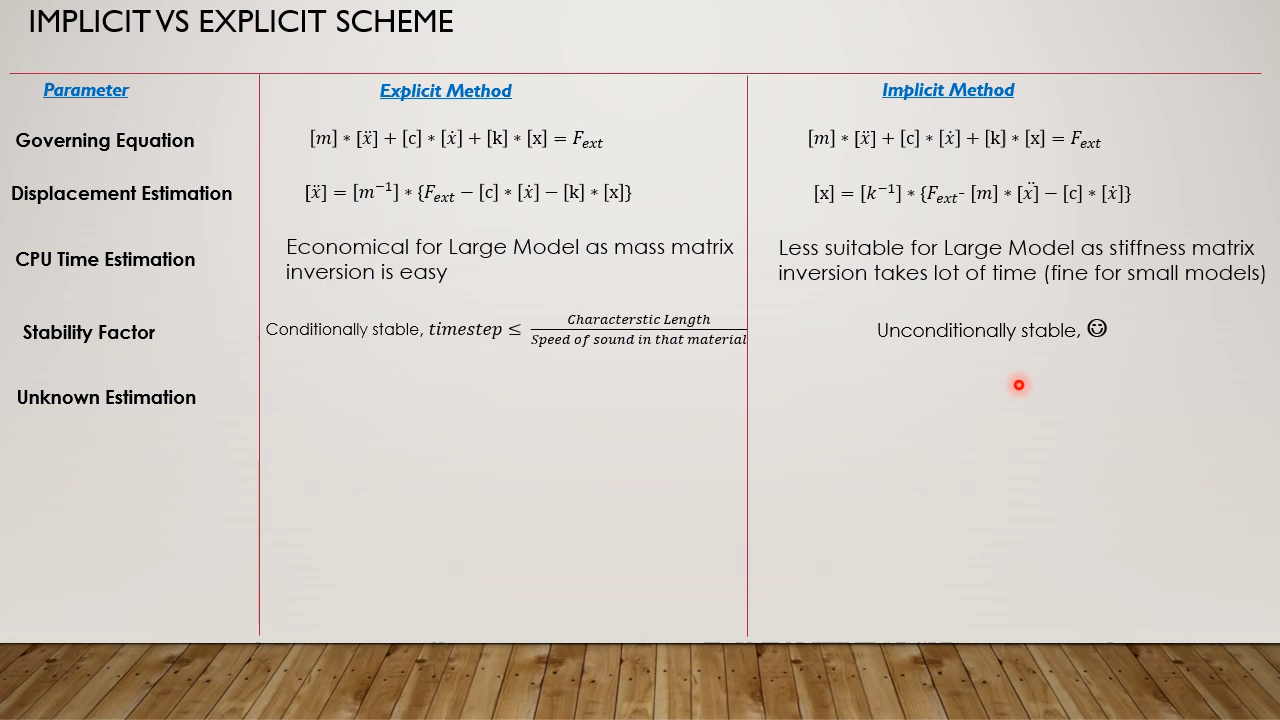 IMPLICIT VS EXPLICIT SCHEME
Parameter
Explicit Method
Implicit Method
Governing Equation
[m] ∗ [ẍ] + [c] ∗ [ẋ] + [k] ∗ [x] = F_ext
[m] ∗ [ẍ] + [c] ∗ [ẋ] + [k] ∗ [x] = F_ext
Displacement Estimation
[ẍ] = [m⁻¹] ∗ {F_ext − [c] ∗ [ẋ] − [k] ∗ [x]}
[x] = [k⁻¹] ∗ {F_ext- [m] ∗ [ẍ] − [c] ∗ [ẋ]}
CPU Time Estimation
Economical for Large Model as mass matrix
inversion is easy
Less suitable for Large Model as stiffness matrix
inversion takes lot of time (fine for small models)
Stability Factor
Conditionally stable, timestep ≤ Characterstic Length / Speed of sound in that material
Unconditionally stable, ☺
Unknown Estimation